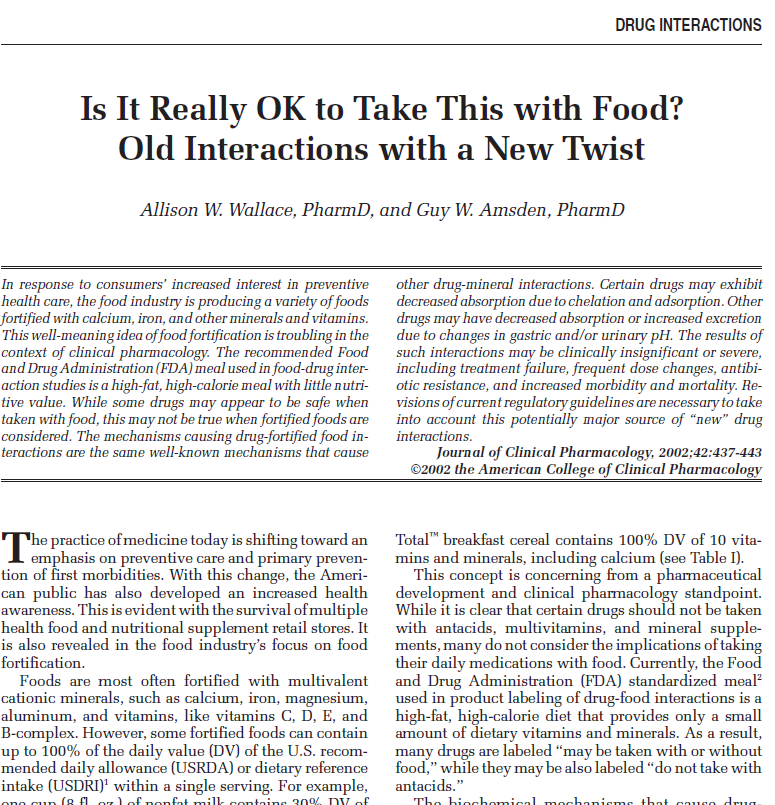 DRUG INTERACTIONS
Is It Really OK to Take This with Food?
Old Interactions with a New Twist
Allison W. Wallace, PharmD, and Guy W. Amsden, PharmD
In response to consumers' increased interest in preventive
health care, the food industry is producing a variety of foods
fortified with calcium, iron, and other minerals and vitamins.
This well-meaning idea of food fortification is troubling in the
context of clinical pharmacology. The recommended Food
and Drug Administration (FDA) meal used in food-drug inter-
action studies is a high-fat, high-calorie meal with little nutri-
tive value. While some drugs may appear to be safe when
taken with food, this may not be true when fortified foods are
considered. The mechanisms causing drug-fortified food in-
teractions are the same well-known mechanisms that cause
other drug-mineral interactions. Certain drugs may exhibit
decreased absorption due to chelation and adsorption. Other
drugs may have decreased absorption or increased excretion
due to changes in gastric and/or urinary pH. The results of
such interactions may be clinically insignificant or severe,
including treatment failure, frequent dose changes, antibi-
otic resistance, and increased morbidity and mortality. Re-
visions of current regulatory guidelines are necessary to take
into account this potentially major source of “new” drug
interactions.
Journal of Clinical Pharmacology, 2002;42:437-443
©2002 the American College of Clinical Pharmacology
The practice of medicine today is shifting toward an
emphasis on preventive care and primary preven-
tion of first morbidities. With this change, the Ameri-
can public has also developed an increased health
awareness. This is evident with the survival of multiple
health food and nutritional supplement retail stores. It
is also revealed in the food industry's focus on food
fortification.
Foods are most often fortified with multivalent
cationic minerals, such as calcium, iron, magnesium,
aluminum, and vitamins, like vitamins C, D, E, and
B-complex. However, some fortified foods can contain
up to 100% of the daily value (DV) of the U.S. recom-
mended daily allowance (USRDA) or dietary reference
intake (USDRI)¹ within a single serving. For example,
one cup (8 fl. oz.) of nonfat milk contains 30% DV of
Total™ breakfast cereal contains 100% DV of 10 vita-
mins and minerals, including calcium (see Table I).
This concept is concerning from a pharmaceutical
development and clinical pharmacology standpoint.
While it is clear that certain drugs should not be taken
with antacids, multivitamins, and mineral supple-
ments, many do not consider the implications of taking
their daily medications with food. Currently, the Food
and Drug Administration (FDA) standardized meal²
used in product labeling of drug-food interactions is a
high-fat, high-calorie diet that provides only a small
amount of dietary vitamins and minerals. As a result,
many drugs are labeled “may be taken with or without
food,” while they may be also labeled “do not take with
antacids.”
The biochemical mechanisms that cause drug-